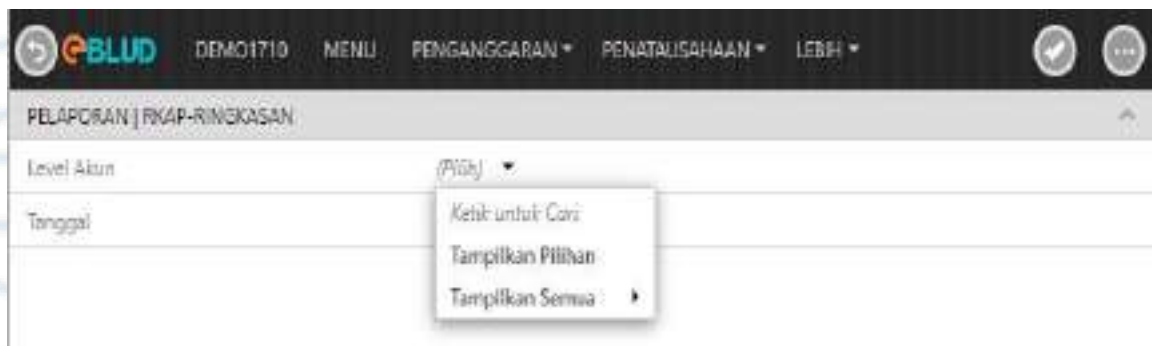 eBLUD DEMO1710 MENU PENGANGGARAN PENATAUSAHAAN LEBIH
PELAPORAN | RKAP-RINGKASAN
Level Akun (Pilih)
Tanggal
Ketik untuk Cari
Tampilkan Pilihan
Tampilkan Semua